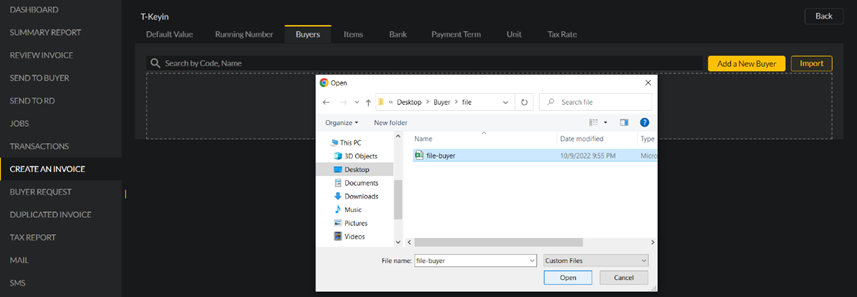 DASHBOARD
SUMMARY REPORT
REVIEW INVOICE
SEND TO BUYER
SEND TO RD
JOBS
TRANSACTIONS
CREATE AN INVOICE
BUYER REQUEST
DUPLICATED INVOICE
TAX REPORT
MAIL
SMS
T-Keyin
Back
Default Value Running Number Buyers Items Bank Payment Term Unit Tax Rate
Search by Code, Name
Add a New Buyer Import
Open
« Desktop > Buyer > file
Search file
Organize New folder
This PC
3D Objects
Desktop
Documents
Downloads
Music
Pictures
Videos
Name Date modified Type
file-buyer 10/9/2022 9:55 PM Micro
File name: file-buyer Custom Files
Open Cancel